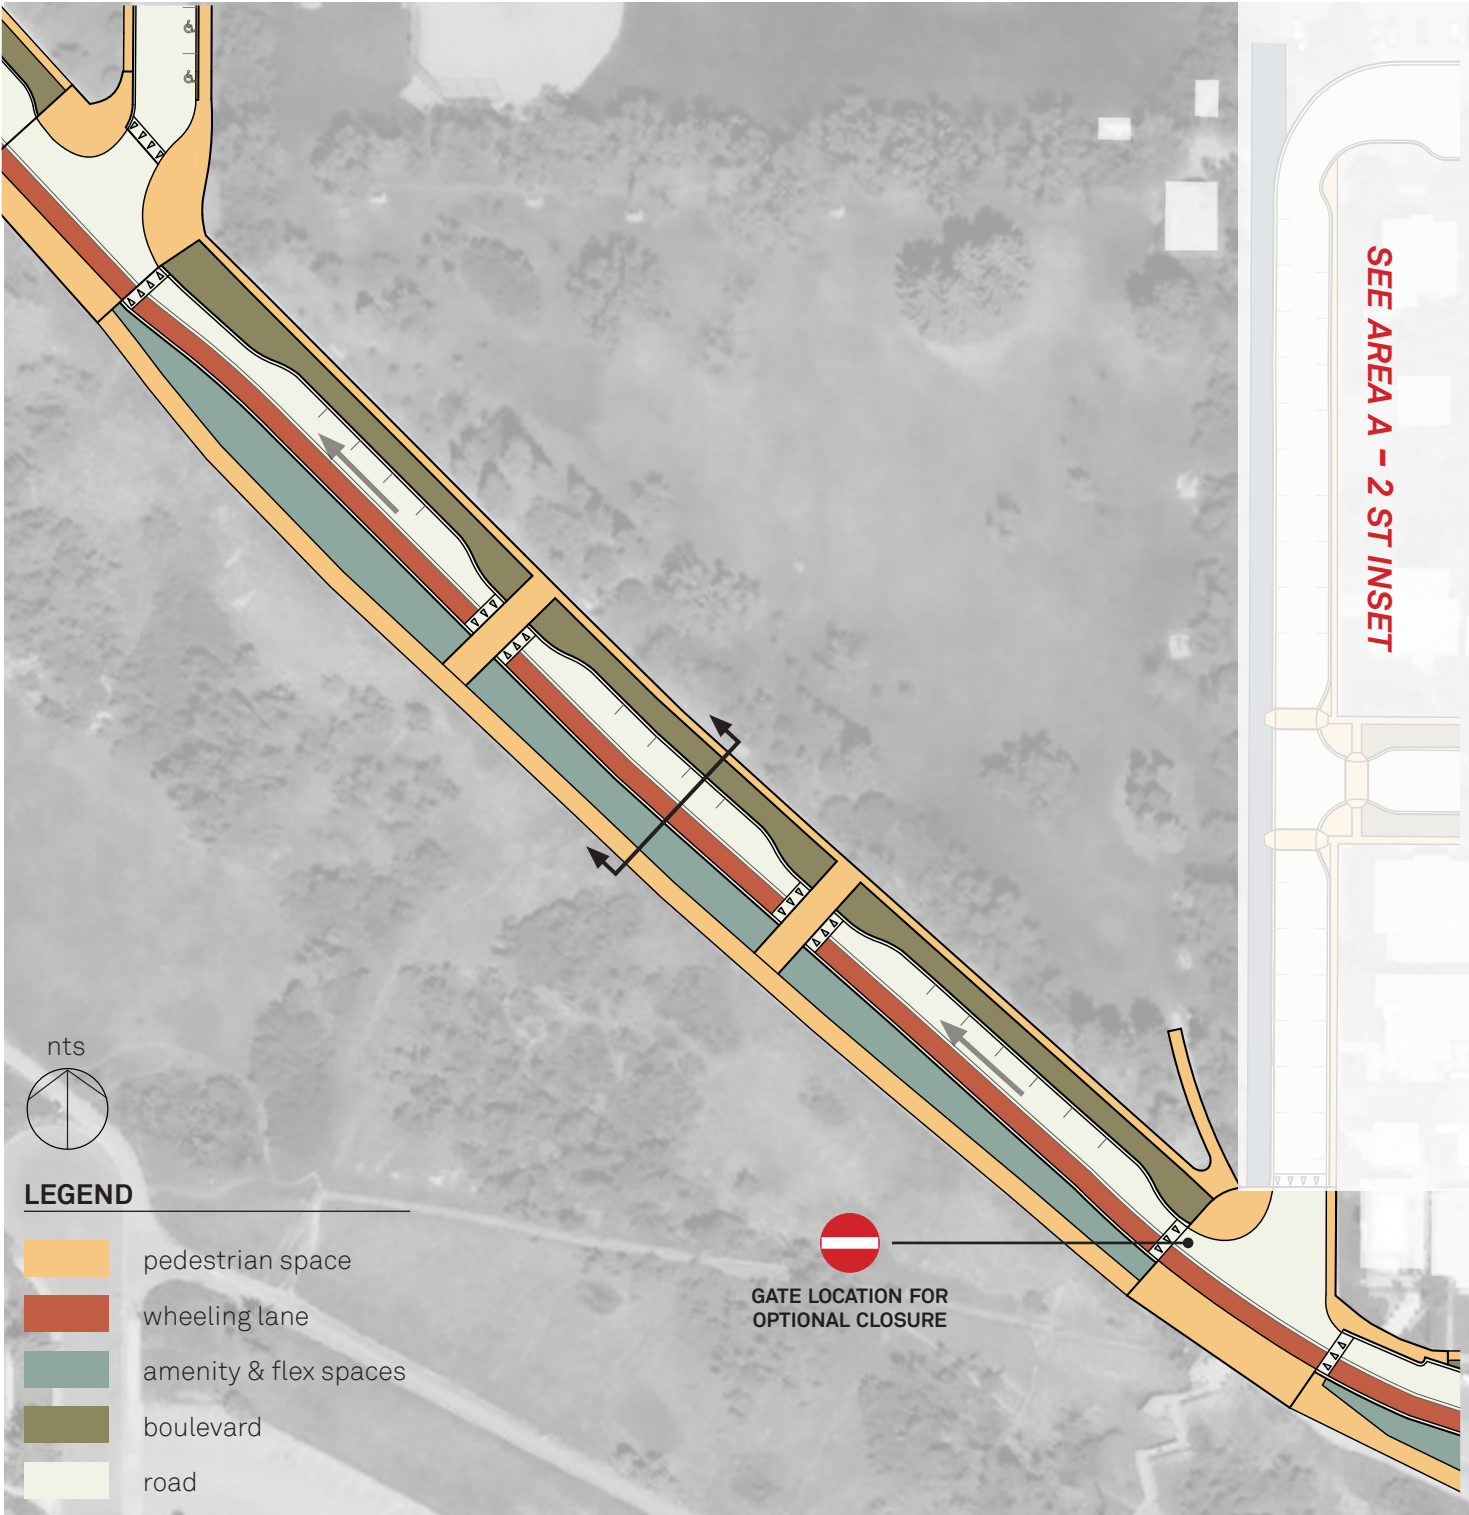 SEE AREA A – 2 ST INSET
nts
LEGEND
pedestrian space
wheeling lane
amenity & flex spaces
boulevard
road
GATE LOCATION FOR
OPTIONAL CLOSURE